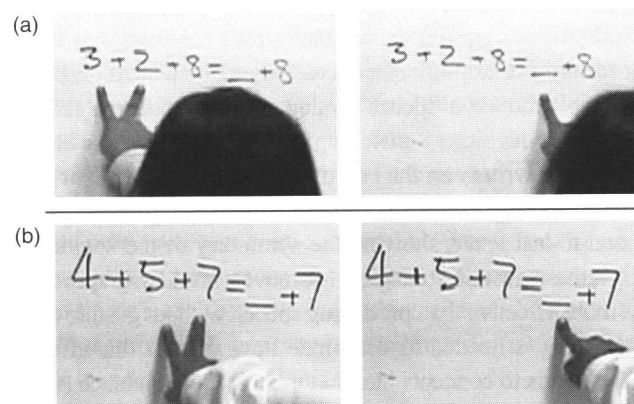 (a)
3 + 2 + 8 = _ + 8
3 + 2 + 8 = _ + 8
(b)
4 + 5 + 7 = _ + 7
4 + 5 + 7 = _ + 7